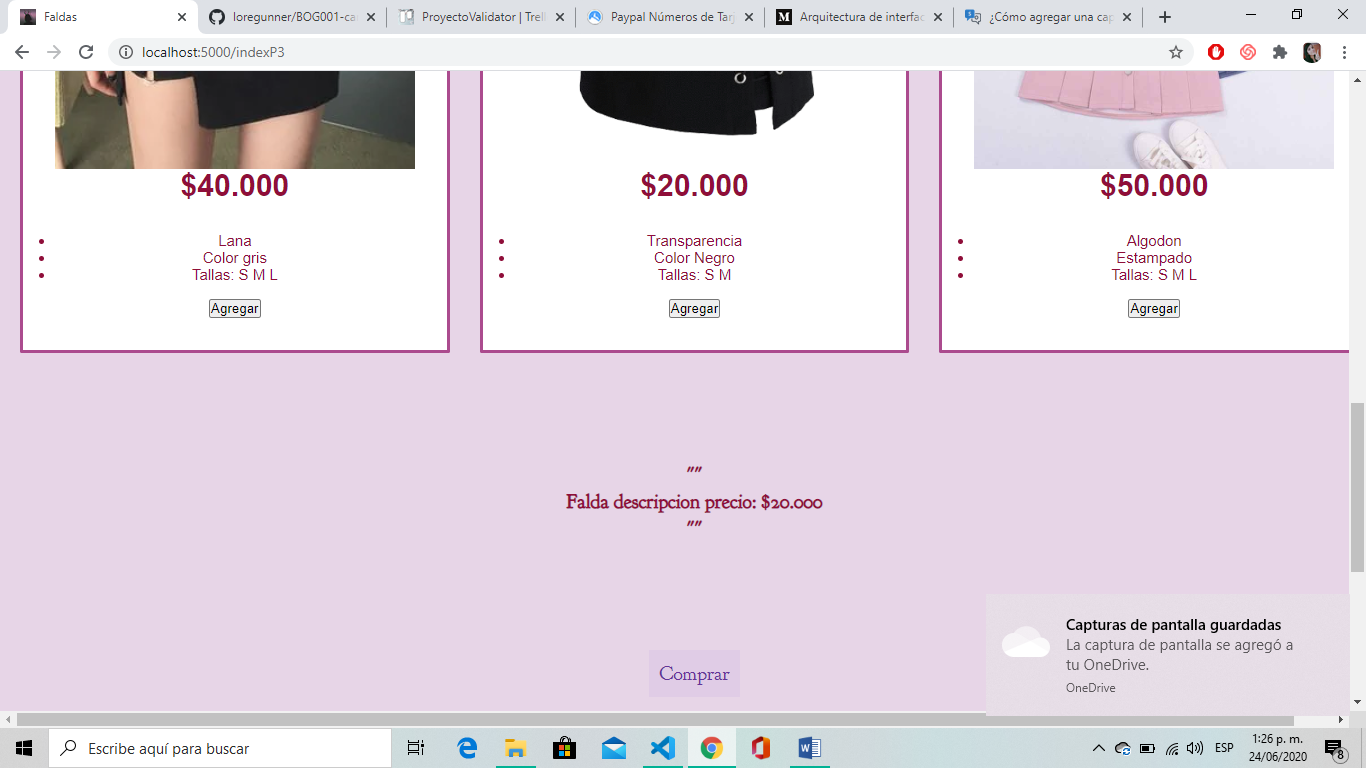 Faldas
loregunner/BOG001-ca
ProyectoValidator | Trell
Paypal Números de Tarj
Arquitectura de interfac
¿Cómo agregar una cap
localhost:5000/indexP3
$40.000
$20.000
$50.000
Lana
Color gris
Tallas: S M L
Agregar
Transparencia
Color Negro
Tallas: S M
Agregar
Algodon
Estampado
Tallas: S M L
Agregar
""
Falda descripcion precio: $20.000
""
Comprar
Capturas de pantalla guardadas
La captura de pantalla se agregó a
tu OneDrive.
OneDrive
Escribe aquí para buscar
ESP
1:26 p. m.
24/06/2020
8